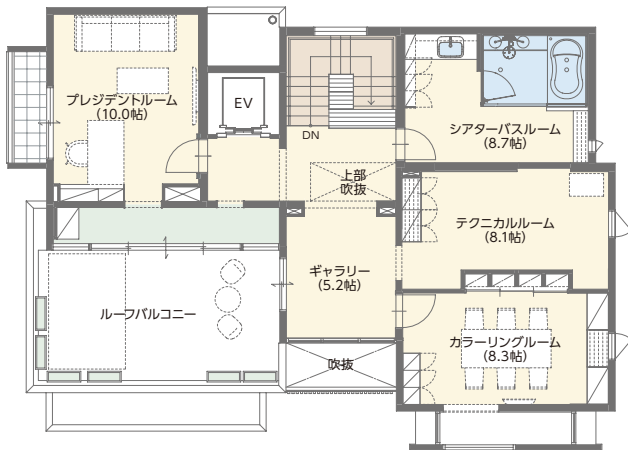 プレジデントルーム
(10.0帖)
EV
DN
シアターバスルーム
(8.7帖)
上部
吹抜
テクニカルルーム
(8.1帖)
ギャラリー
(5.2帖)
ルーフバルコニー
カラーリングルーム
(8.3帖)
吹抜